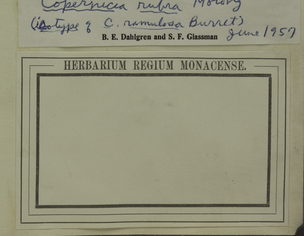 Copernicia rubra Morong
(isotype of C. ramulosa Burret)
B. E. Dahlgren and S. F. Glassman June 1957
HERBARIUM REGIUM MONACENSE.